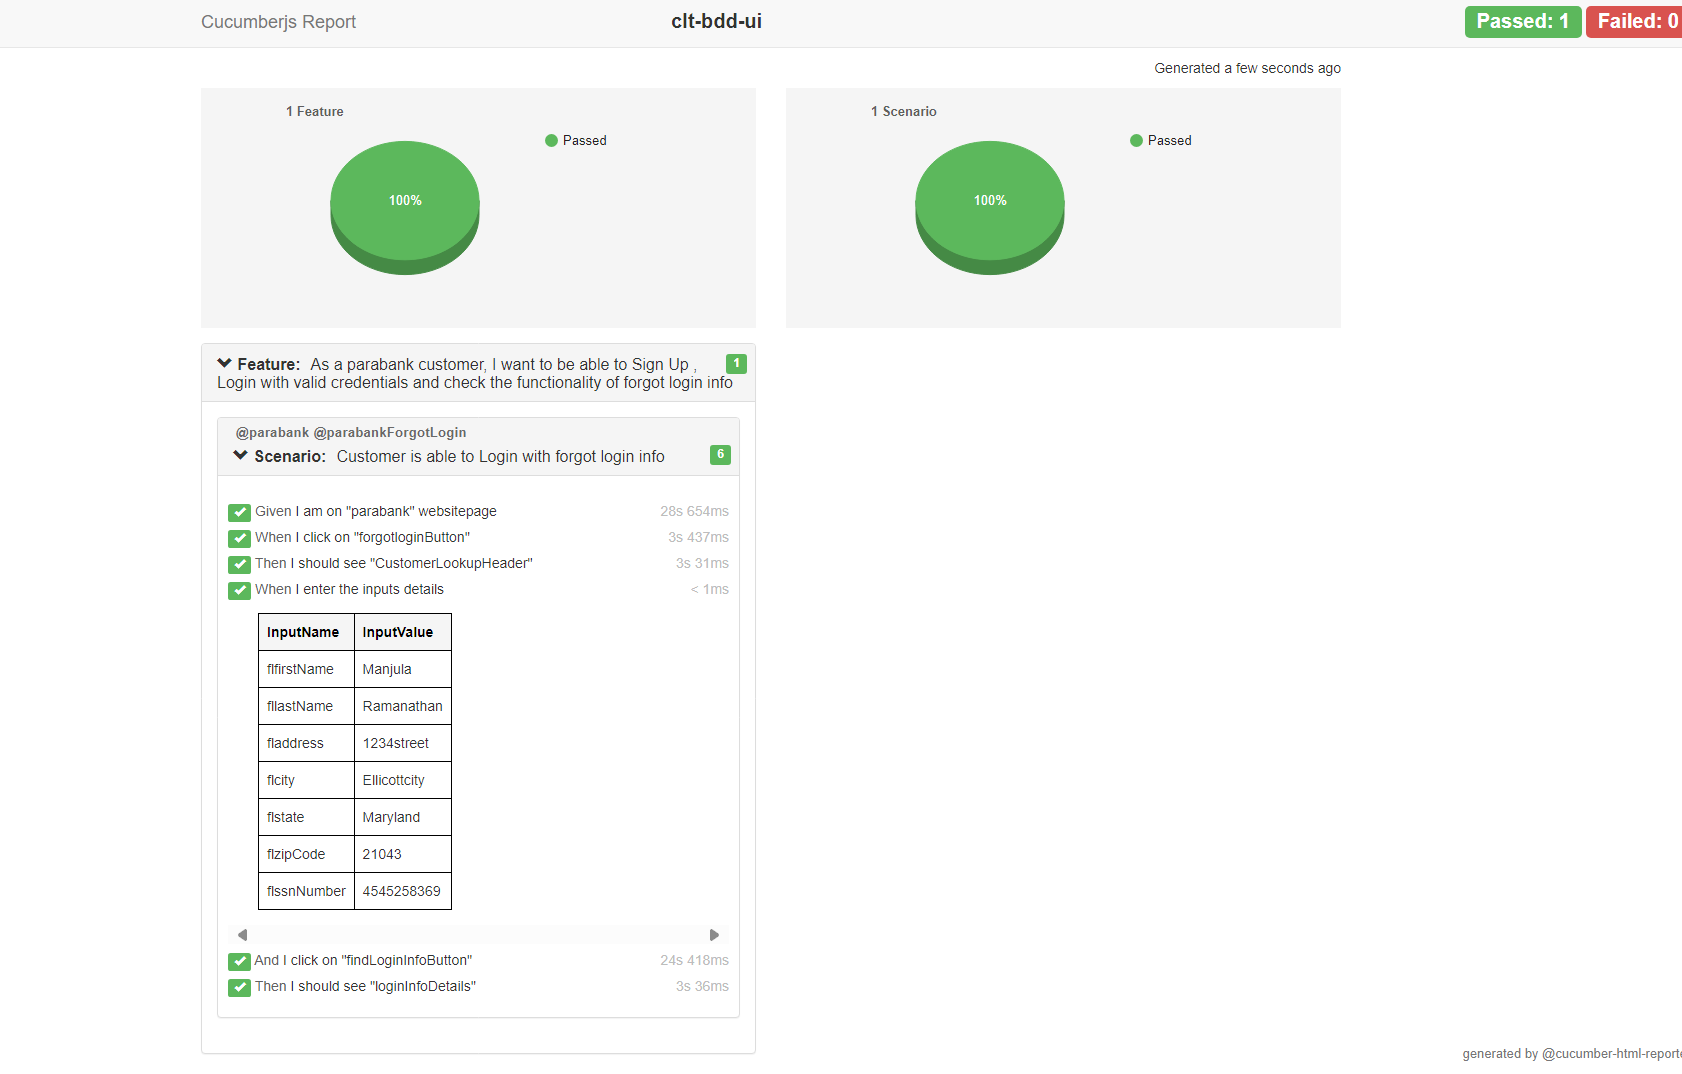 Cucumberjs Report
clt-bdd-ui
Passed: 1
Failed: 0
Generated a few seconds ago
1 Feature
Passed
100%
1 Scenario
Passed
100%
Feature: As a parabank customer, I want to be able to Sign Up ,
Login with valid credentials and check the functionality of forgot login info
1
@parabank @parabankForgotLogin
Scenario: Customer is able to Login with forgot login info
6
Given I am on "parabank" websitepage 28s 654ms
When I click on "forgotloginButton" 3s 437ms
Then I should see "CustomerLookupHeader" 3s 31ms
When I enter the inputs details < 1ms
InputName InputValue
flfirstName Manjula
fllastName Ramanathan
fladdress 1234street
flcity Ellicottcity
flstate Maryland
flzipCode 21043
flssnNumber 4545258369
And I click on "findLoginInfoButton" 24s 418ms
Then I should see "loginInfoDetails" 3s 36ms
generated by @cucumber-html-reporte